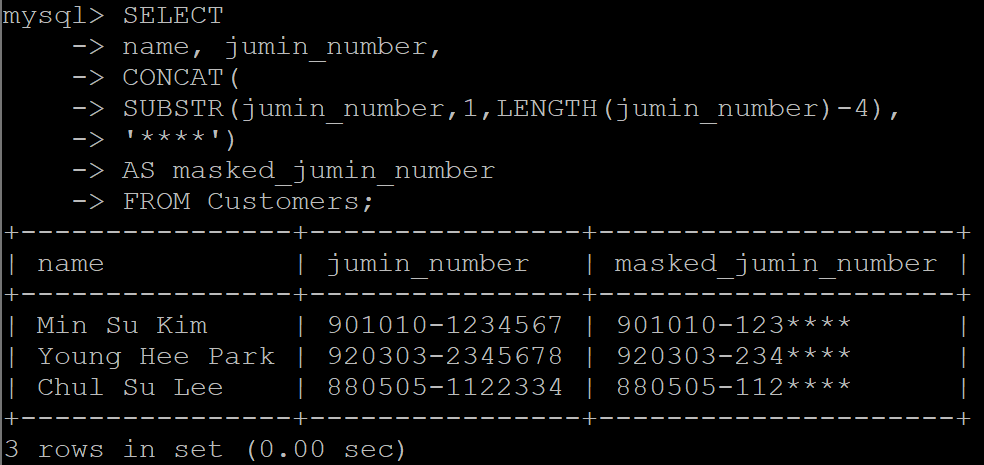 mysql> SELECT
    -> name, jumin_number,
    -> CONCAT(
    -> SUBSTR(jumin_number,1,LENGTH(jumin_number)-4),
    -> '****')
    -> AS masked_jumin_number
    -> FROM Customers;
+----------------+----------------+---------------------+
| name           | jumin_number   | masked_jumin_number |
+----------------+----------------+---------------------+
| Min Su Kim     | 901010-1234567 | 901010-123****      |
| Young Hee Park | 920303-2345678 | 920303-234****      |
| Chul Su Lee    | 880505-1122334 | 880505-112****      |
+----------------+----------------+---------------------+
3 rows in set (0.00 sec)